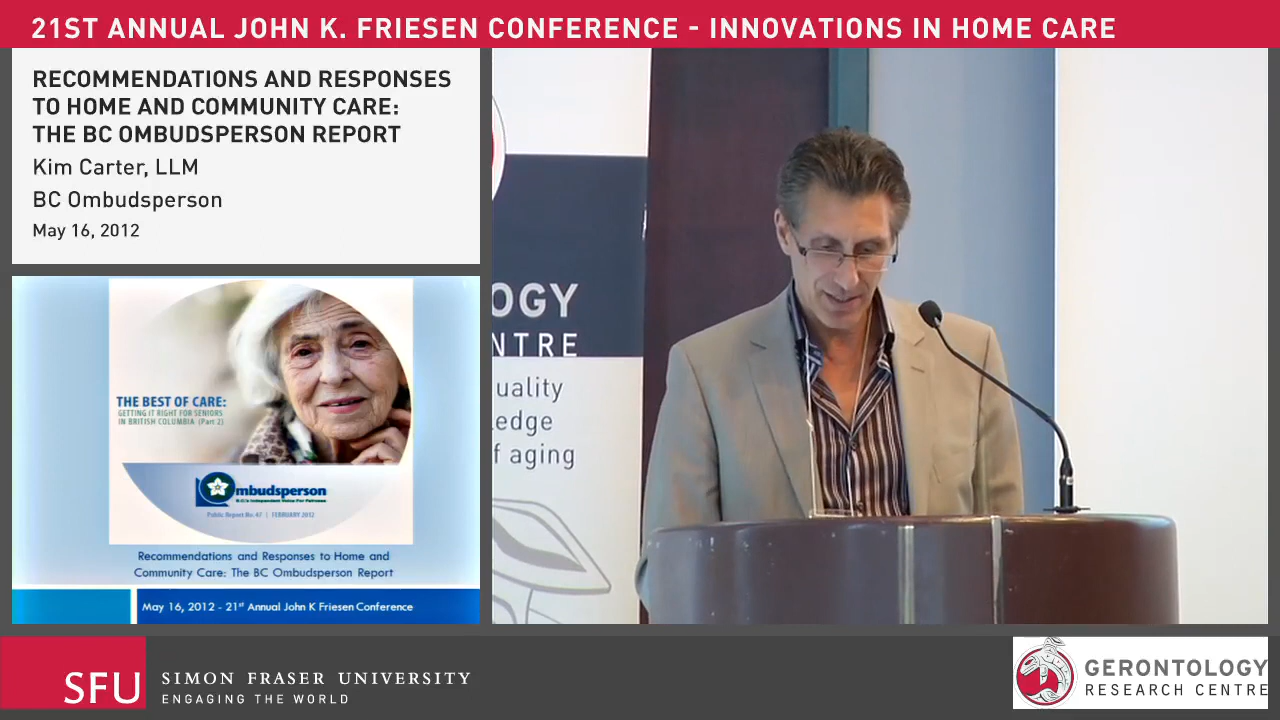 21ST ANNUAL JOHN K. FRIESEN CONFERENCE - INNOVATIONS IN HOME CARE
RECOMMENDATIONS AND RESPONSES
TO HOME AND COMMUNITY CARE:
THE BC OMBUDSPERSON REPORT
Kim Carter, LLM
BC Ombudsperson
May 16, 2012
THE BEST OF CARE:
GETTING IT RIGHT FOR SENIORS
IN BRITISH COLUMBIA (Part 2)
Ombudsperson
B.C.'s Independent Voice For Fairness
Public Report No. 47 | FEBRUARY 2012
Recommendations and Responses to Home and
Community Care: The BC Ombudsperson Report
May 16, 2012 - 21st Annual John K Friesen Conference
OGY
NTRE
uality
edge
f aging
SFU
SIMON FRASER UNIVERSITY
ENGAGING THE WORLD
GERONTOLOGY
RESEARCH CENTRE